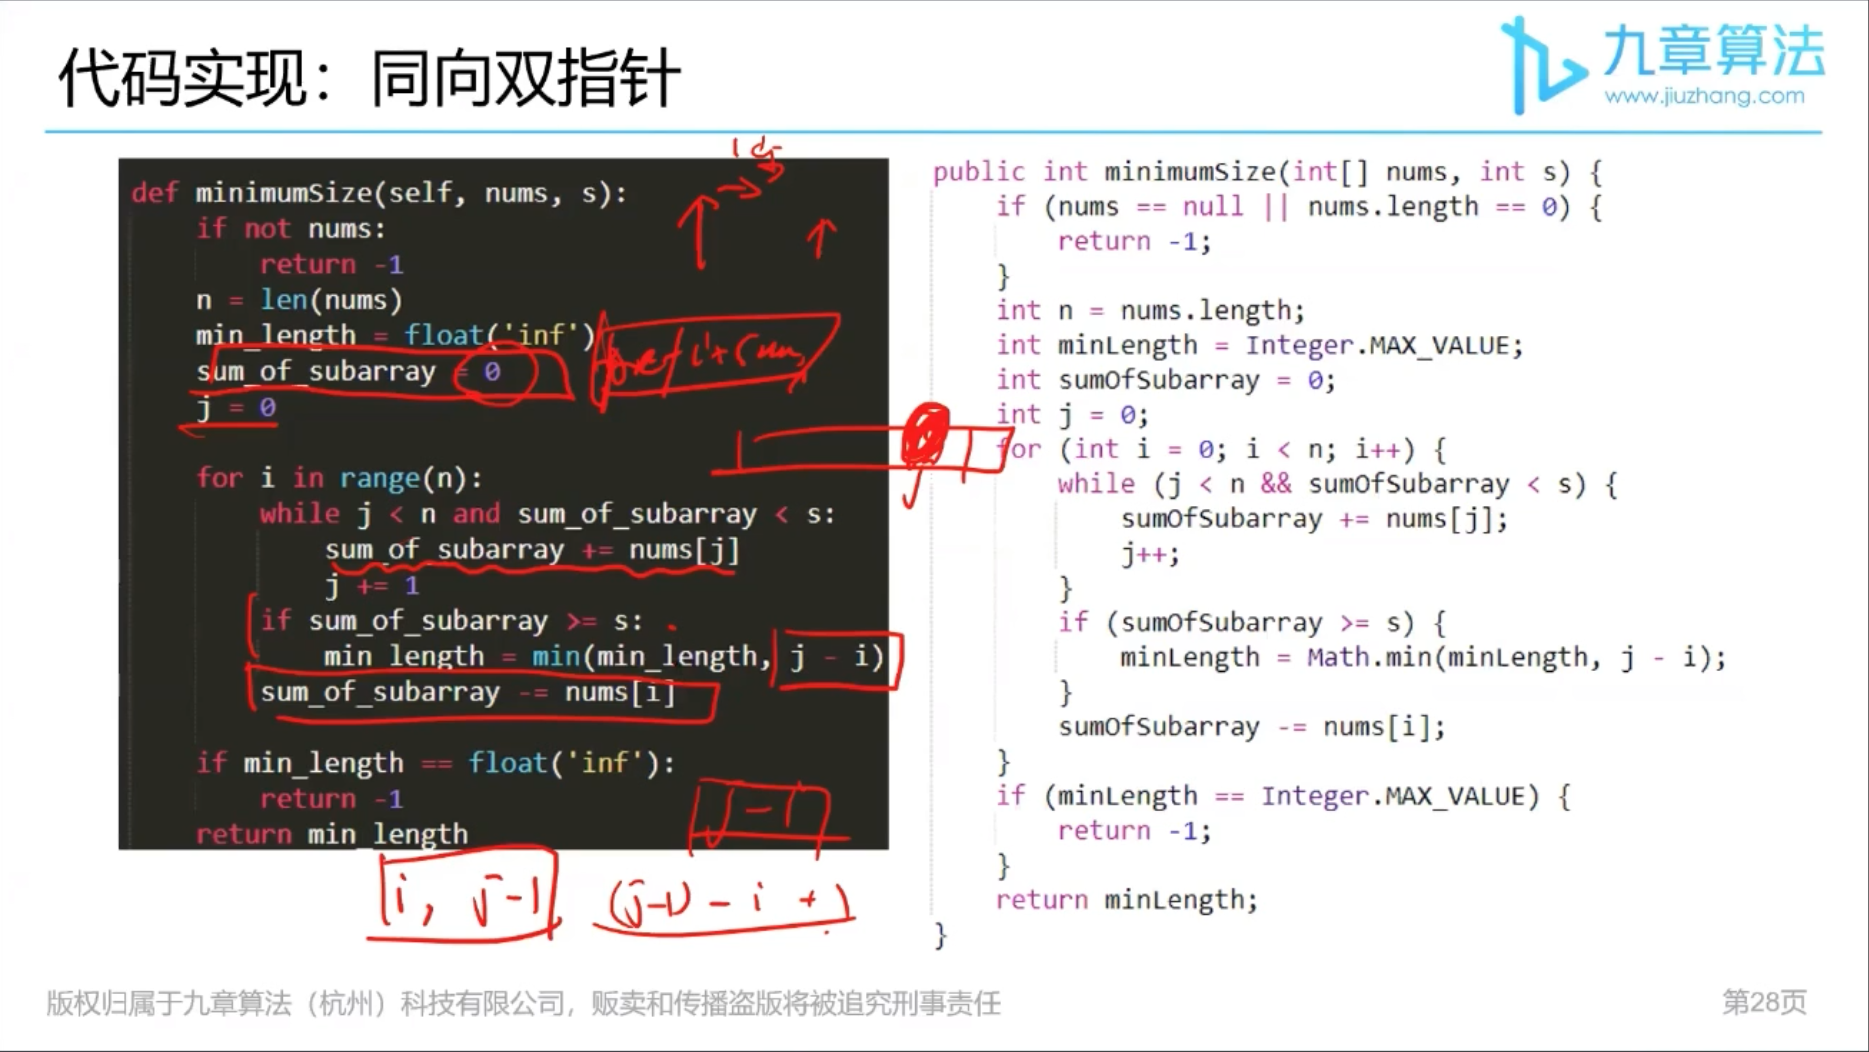 代码实现：同向双指针
九章算法
www.jiuzhang.com
def minimumSize(self, nums, s):
if not nums:
return -1
n = len(nums)
min_length = float('inf')
sum_of_subarray = 0
j = 0
for i in range(n):
while j < n and sum_of_subarray < s:
sum_of_subarray += nums[j]
j += 1
if sum_of_subarray >= s:
min_length = min(min_length, j - i)
sum_of_subarray -= nums[i]
if min_length == float('inf'):
return -1
return min_length
j-1
i, j-1
(j-1) - i + 1
public int minimumSize(int[] nums, int s) {
if (nums == null || nums.length == 0) {
return -1;
}
int n = nums.length;
int minLength = Integer.MAX_VALUE;
int sumOfSubarray = 0;
int j = 0;
for (int i = 0; i < n; i++) {
while (j < n && sumOfSubarray < s) {
sumOfSubarray += nums[j];
j++;
}
if (sumOfSubarray >= s) {
minLength = Math.min(minLength, j - i);
}
sumOfSubarray -= nums[i];
}
if (minLength == Integer.MAX_VALUE) {
return -1;
}
return minLength;
}
版权归属于九章算法（杭州）科技有限公司，贩卖和传播盗版将被追究刑事责任
第28页